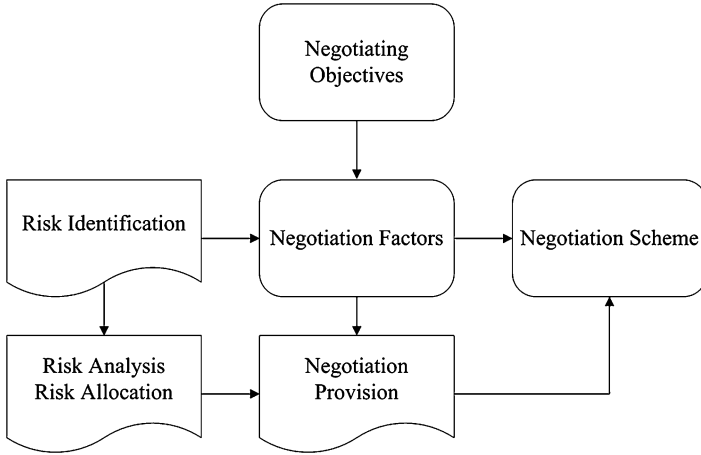 Negotiating
Objectives
Risk Identification
Negotiation Factors
Negotiation Scheme
Risk Analysis
Risk Allocation
Negotiation
Provision